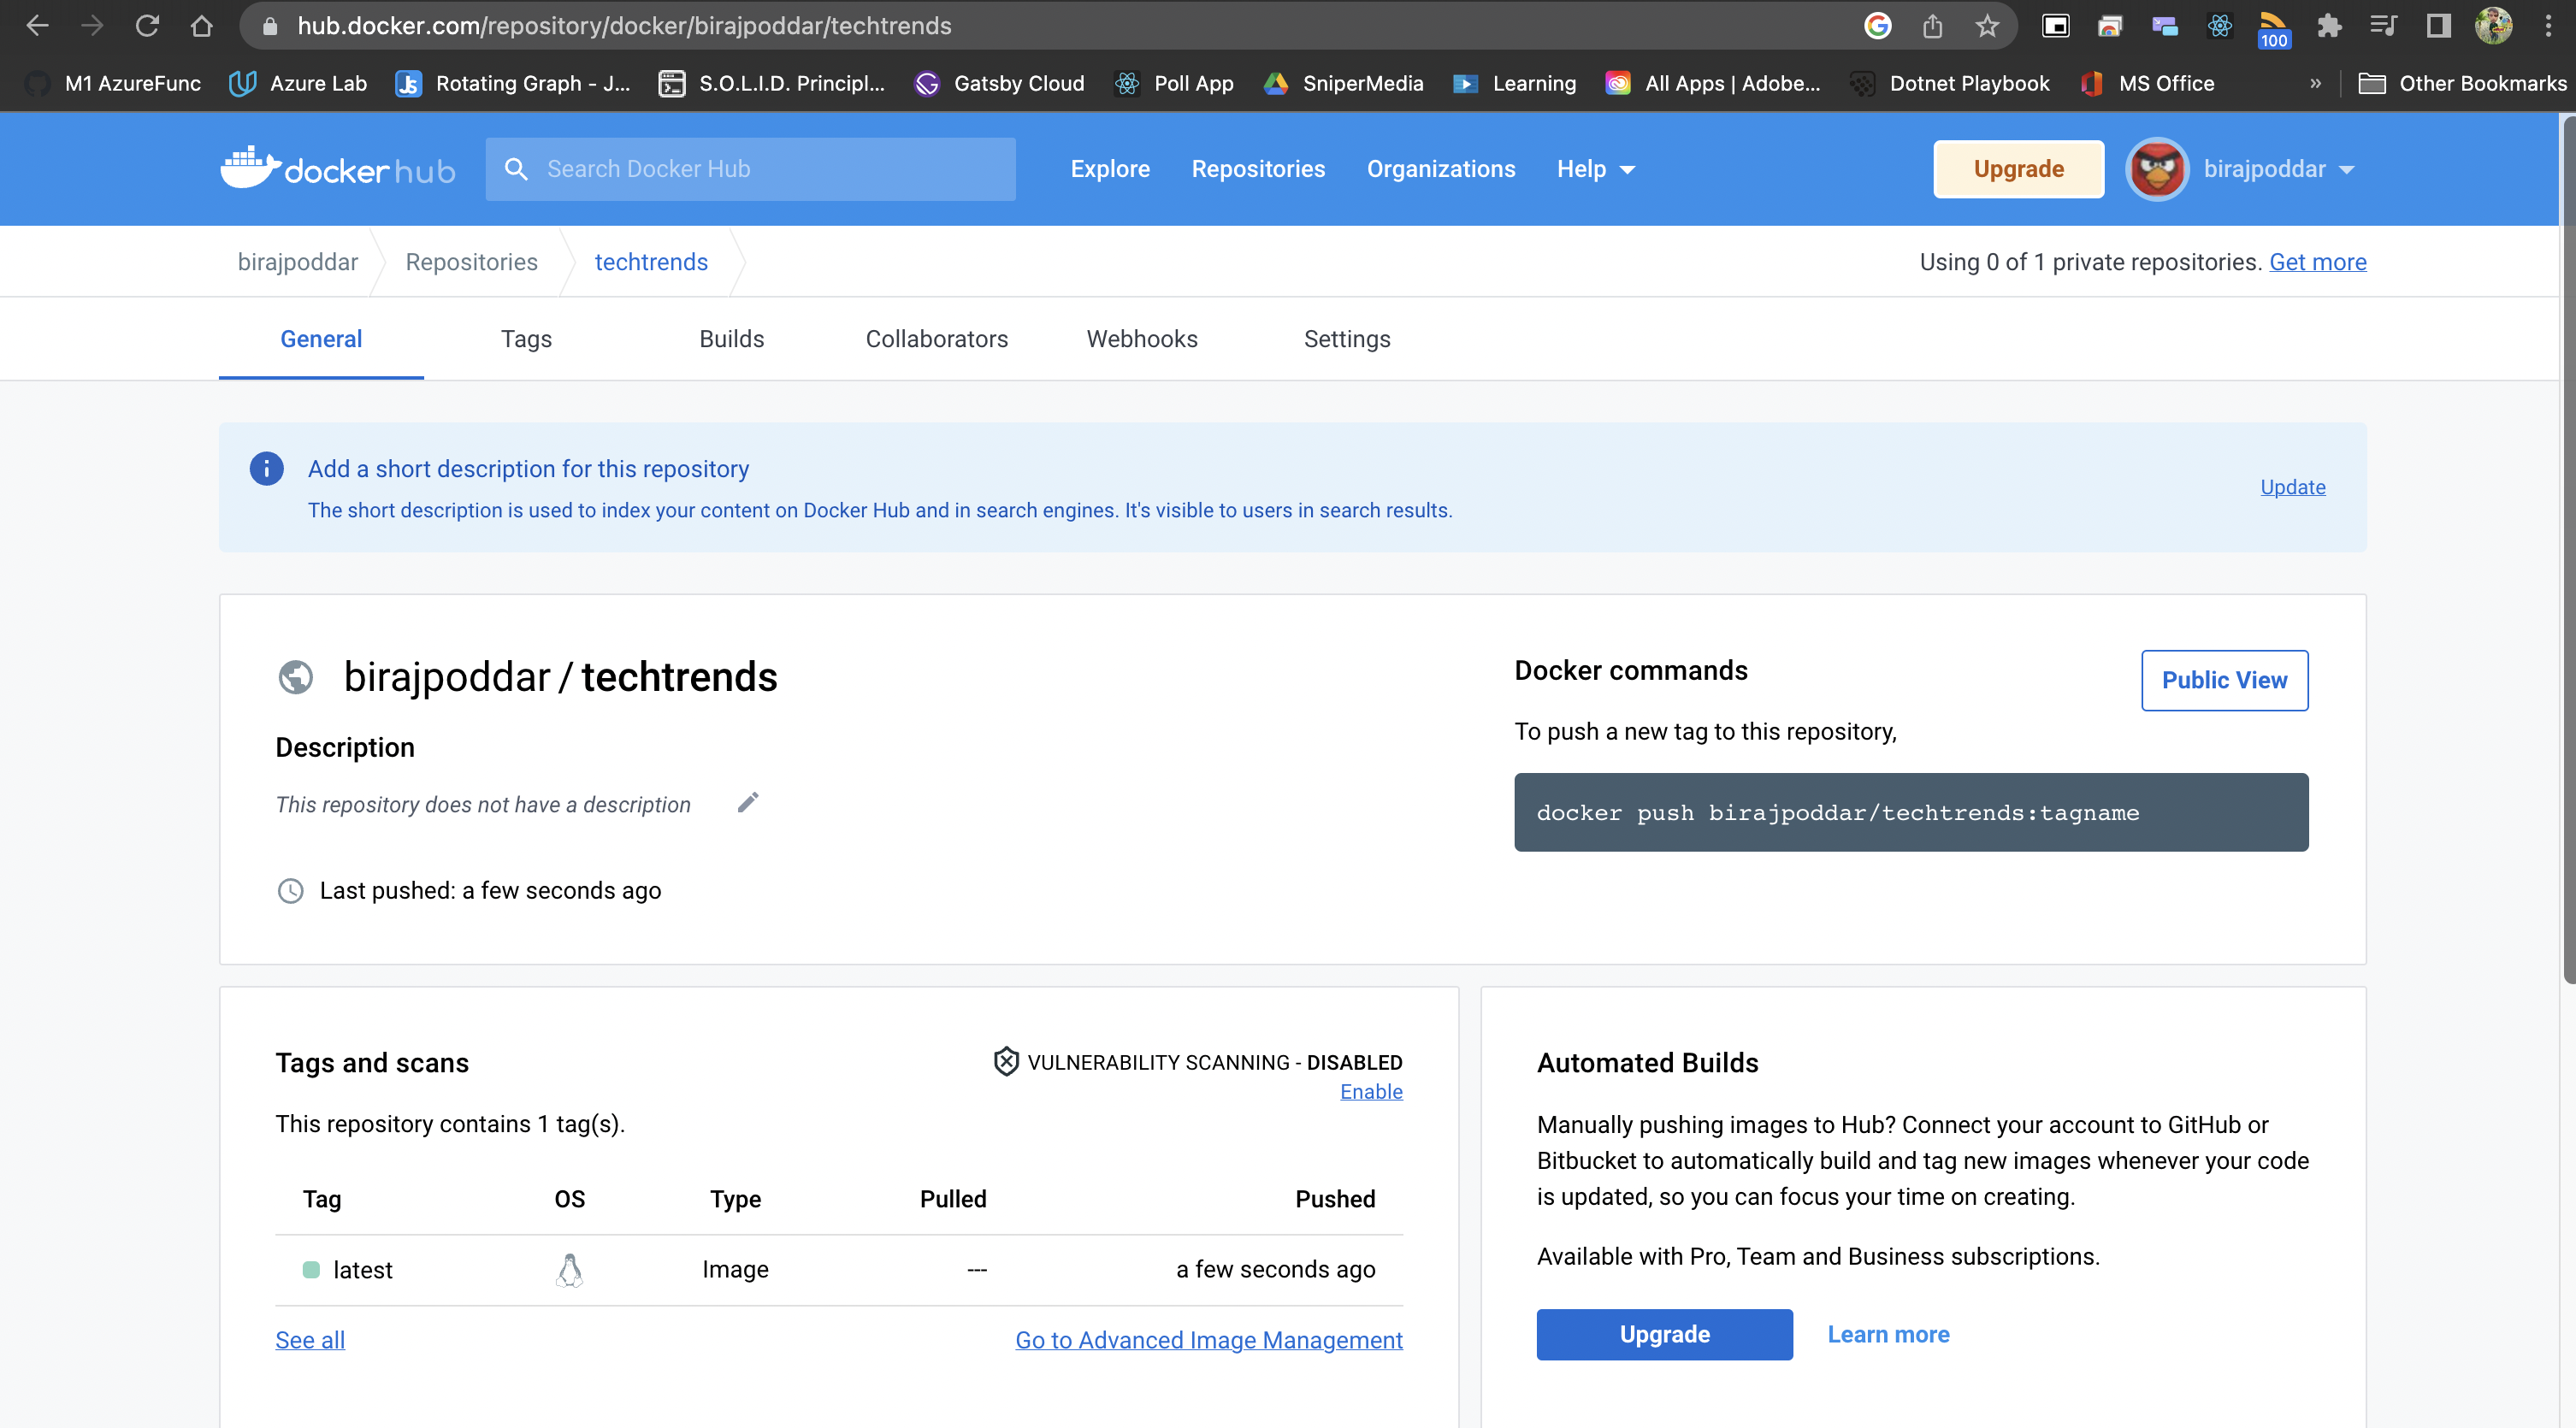 hub.docker.com/repository/docker/birajpoddar/techtrends
100
M1 AzureFunc Azure Lab JS Rotating Graph - J... S.O.L.I.D. Principl... Gatsby Cloud Poll App SniperMedia Learning All Apps | Adobe... Dotnet Playbook MS Office » Other Bookmarks
dockerhub Search Docker Hub Explore Repositories Organizations Help Upgrade birajpoddar
birajpoddar Repositories techtrends Using 0 of 1 private repositories. Get more
General Tags Builds Collaborators Webhooks Settings
Add a short description for this repository
The short description is used to index your content on Docker Hub and in search engines. It's visible to users in search results.
Update
birajpoddar / techtrends
Description
This repository does not have a description
Last pushed: a few seconds ago
Docker commands
Public View
To push a new tag to this repository,
docker push birajpoddar/techtrends:tagname
Tags and scans
VULNERABILITY SCANNING - DISABLED
Enable
This repository contains 1 tag(s).
Tag OS Type Pulled Pushed
latest Image --- a few seconds ago
See all Go to Advanced Image Management
Automated Builds
Manually pushing images to Hub? Connect your account to GitHub or
Bitbucket to automatically build and tag new images whenever your code
is updated, so you can focus your time on creating.
Available with Pro, Team and Business subscriptions.
Upgrade Learn more